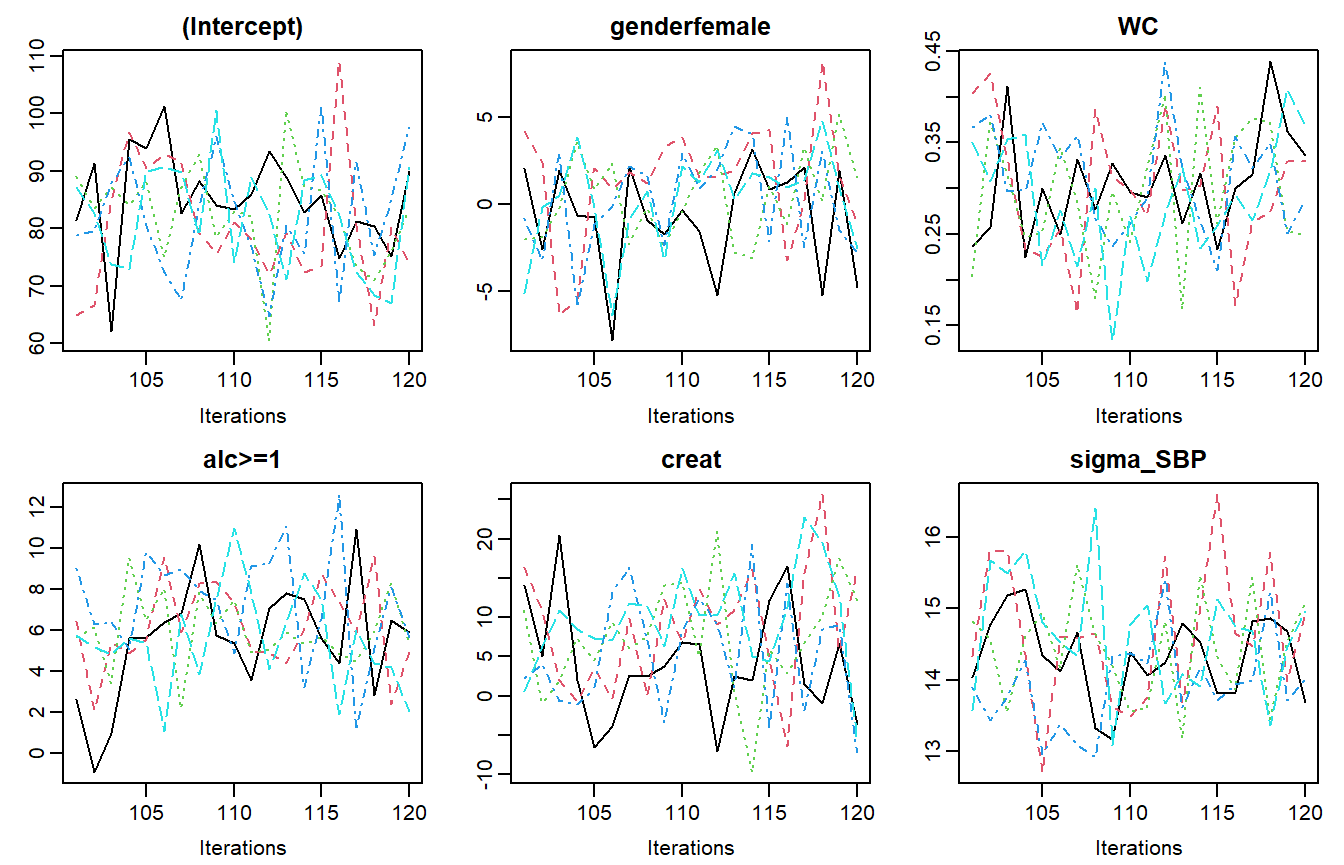 (Intercept)
110
100
90
80
70
60
105 110 115 120
Iterations
genderfemale
5
0
-5
105 110 115 120
Iterations
WC
0.45
0.35
0.25
0.15
105 110 115 120
Iterations
alc>=1
12
10
8
6
4
2
0
105 110 115 120
Iterations
creat
20
10
5
0
-10
105 110 115 120
Iterations
sigma_SBP
16
15
14
13
105 110 115 120
Iterations